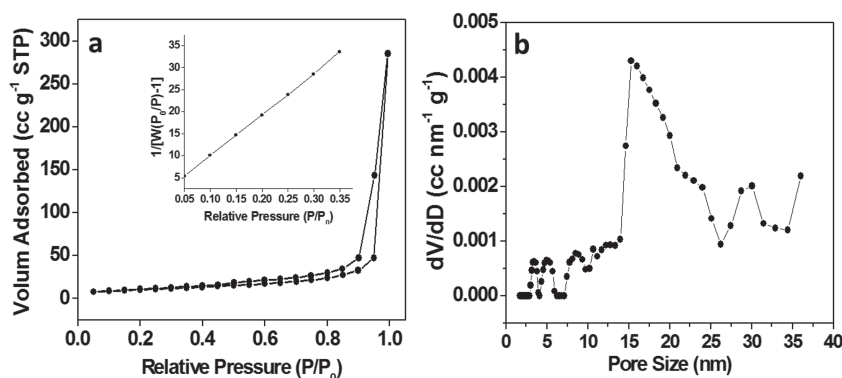 a
Volum Adsorbed (cc g⁻¹ STP)
300
250
200
150
100
50
0
0.0 0.2 0.4 0.6 0.8 1.0
Relative Pressure (P/P₀)
1/[W(P₀/P)-1]
35
30
25
20
15
10
5
0.05 0.10 0.15 0.20 0.25 0.30 0.35
Relative Pressure (P/P₀)
b
dV/dD (cc nm⁻¹ g⁻¹)
0.005
0.004
0.003
0.002
0.001
0.000
0 5 10 15 20 25 30 35 40
Pore Size (nm)